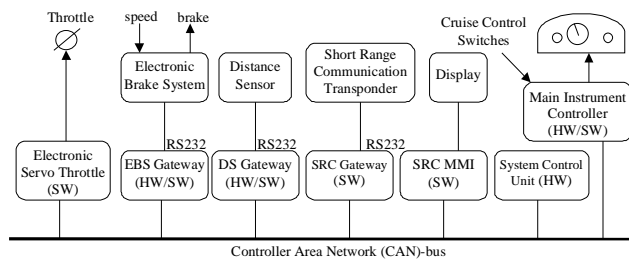 Throttle
speed
brake
Cruise Control
Switches
Electronic
Brake System
Distance
Sensor
Short Range
Communication
Transponder
Display
Main Instrument
Controller
(HW/SW)
RS232
RS232
RS232
Electronic
Servo Throttle
(SW)
EBS Gateway
(HW/SW)
DS Gateway
(HW/SW)
SRC Gateway
(SW)
SRC MMI
(SW)
System Control
Unit (HW)
Controller Area Network (CAN)-bus